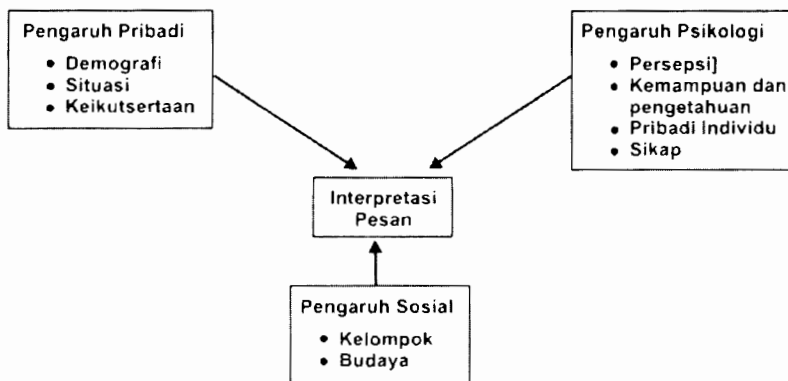 Pengaruh Pribadi
• Demografi
• Situasi
• Keikutsertaan
Pengaruh Psikologi
• Persepsi]
• Kemampuan dan
pengetahuan
• Pribadi Individu
• Sikap
Interpretasi
Pesan
Pengaruh Sosial
• Kelompok
• Budaya